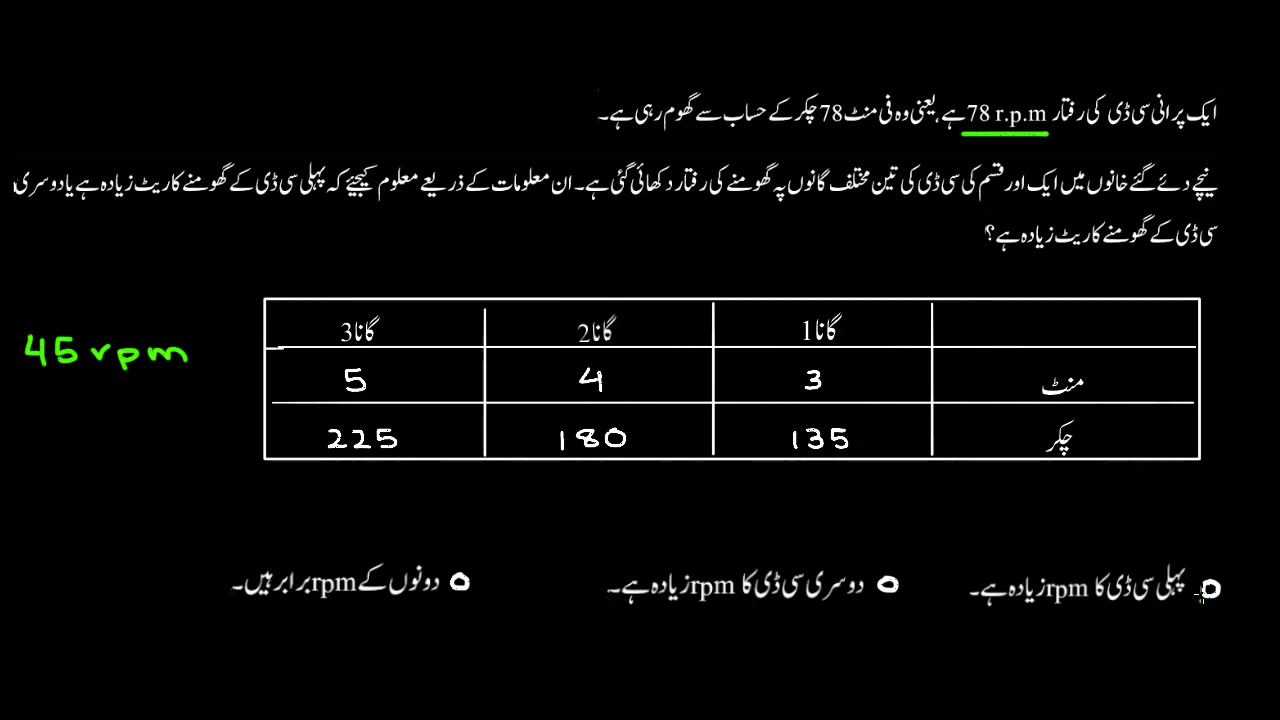 ایک پرانی سی ڈی کی رفتار 78 r.p.m ہے، یعنی وہ فی منٹ 78 چکر کے حساب سے گھوم رہی ہے۔
نیچے دئے گئے خانوں میں ایک اور قسم کی سی ڈی کی تین مختلف گانوں پہ گھومنے کی رفتار دکھائی گئی ہے۔ ان معلومات کے ذریعے معلوم کیجیئے کہ پہلی سی ڈی کے گھومنے کا ریٹ زیادہ ہے یا دوسری
سی ڈی کے گھومنے کا ریٹ زیادہ ہے؟
گانا1 گانا2 گانا3
45 rpm
منٹ 3 4 5
چکر 135 180 225
پہلی سی ڈی کا rpm زیادہ ہے۔
دوسری سی ڈی کا rpm زیادہ ہے۔
دونوں کے rpm برابر ہیں۔